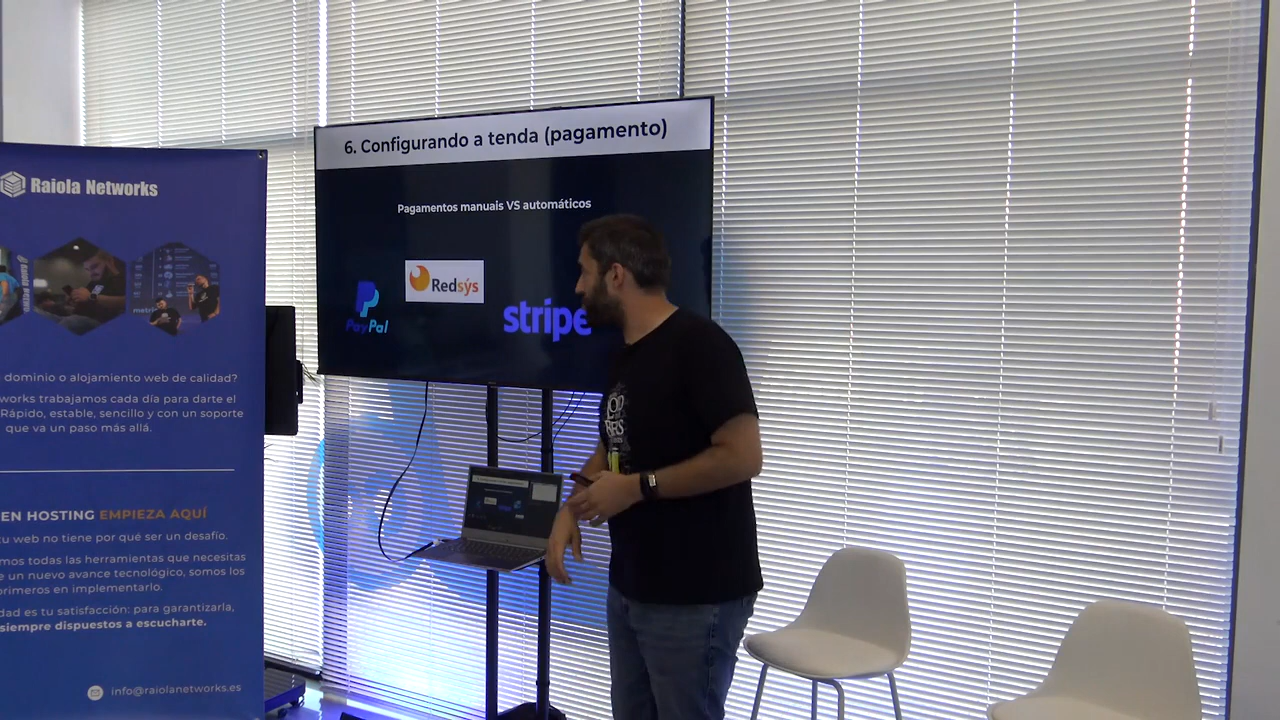 6. Configurando a tenda (pagamento)
Pagamentos manuais VS automáticos
Redsys
PayPal
stripe
Raiola Networks
dominio o alojamiento web de calidad?
works trabajamos cada día para darte el
Rápido, estable, sencillo y con un soporte
que va un paso más allá.
EN HOSTING EMPIEZA AQUÍ
tu web no tiene por qué ser un desafío.
mos todas las herramientas que necesitas
e un nuevo avance tecnológico, somos los
primeros en implementarlo.
dad es tu satisfacción: para garantizarla,
siempre dispuestos a escucharte.
info@raiolanetworks.es